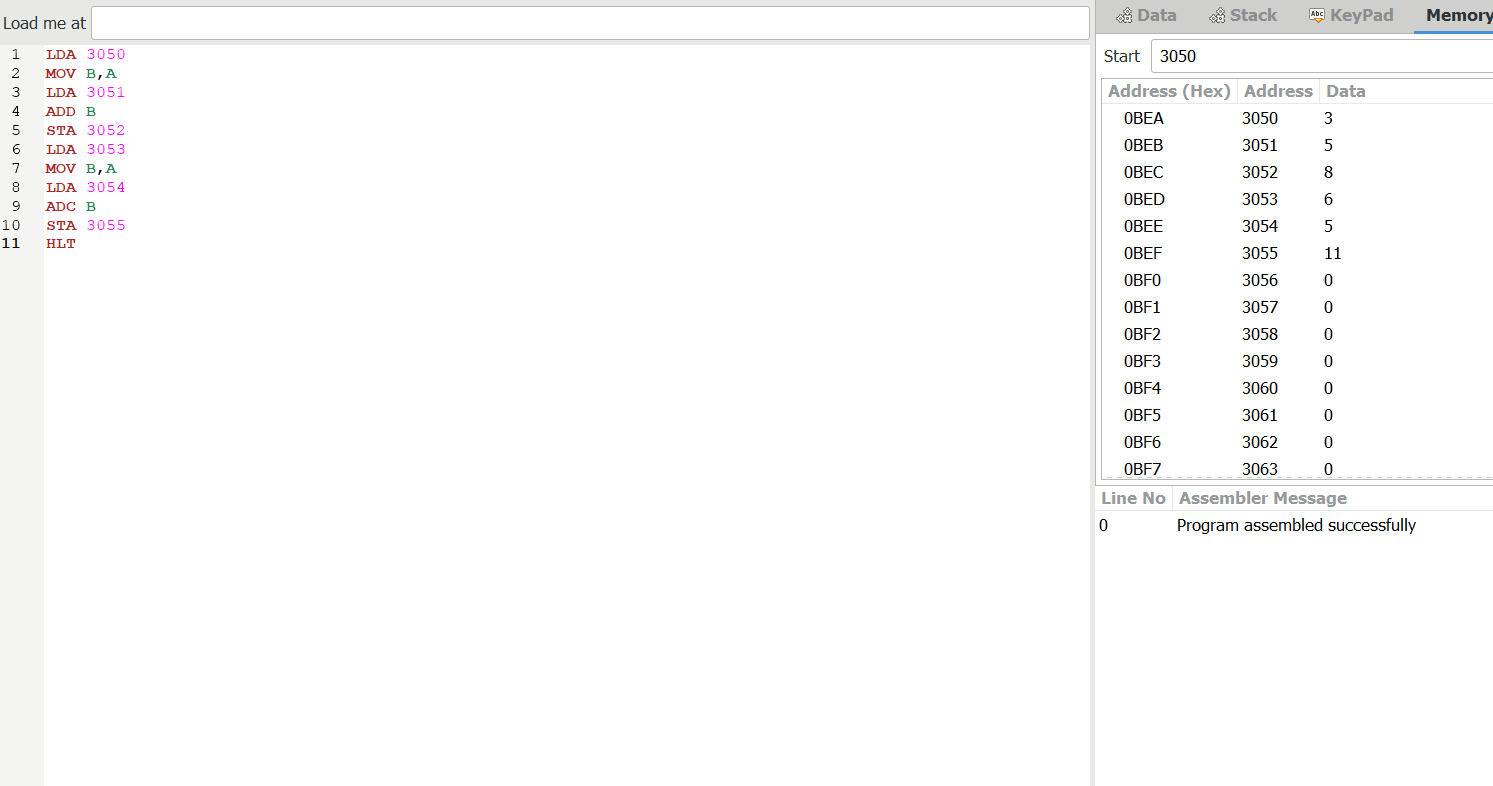 Load me at
1 LDA 3050
2 MOV B,A
3 LDA 3051
4 ADD B
5 STA 3052
6 LDA 3053
7 MOV B,A
8 LDA 3054
9 ADC B
10 STA 3055
11 HLT
Data Stack Abc KeyPad Memory
Start 3050
Address (Hex) Address Data
0BEA 3050 3
0BEB 3051 5
0BEC 3052 8
0BED 3053 6
0BEE 3054 5
0BEF 3055 11
0BF0 3056 0
0BF1 3057 0
0BF2 3058 0
0BF3 3059 0
0BF4 3060 0
0BF5 3061 0
0BF6 3062 0
0BF7 3063 0
Line No Assembler Message
0 Program assembled successfully